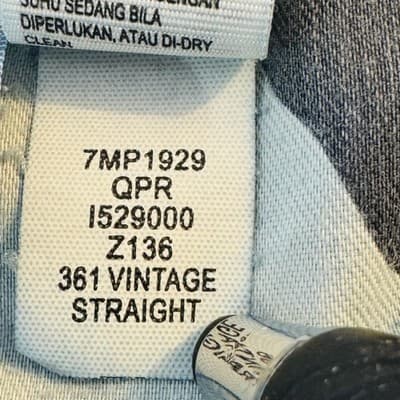 SUHU SEDANG BILA
DIPERLUKAN, ATAU DI-DRY
CLEAN
7MP1929
QPR
I529000
Z136
361 VINTAGE
STRAIGHT